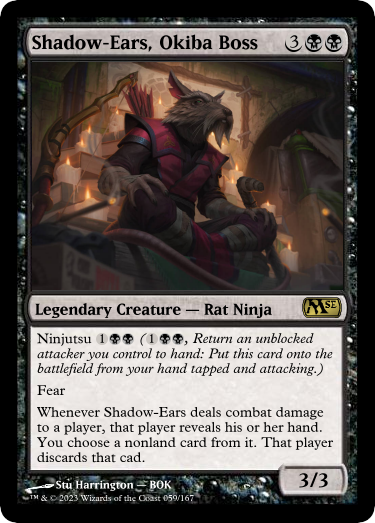 Shadow-Ears, Okiba Boss 3
Legendary Creature — Rat Ninja MSE
Ninjutsu 1 (1, Return an unblocked
attacker you control to hand: Put this card onto the
battlefield from your hand tapped and attacking.)
Fear
Whenever Shadow-Ears deals combat damage
to a player, that player reveals his or her hand.
You choose a nonland card from it. That player
discards that cad.
3/3
Stu Harrington — BOK
™ & © 2023 Wizards of the Coast 059/167